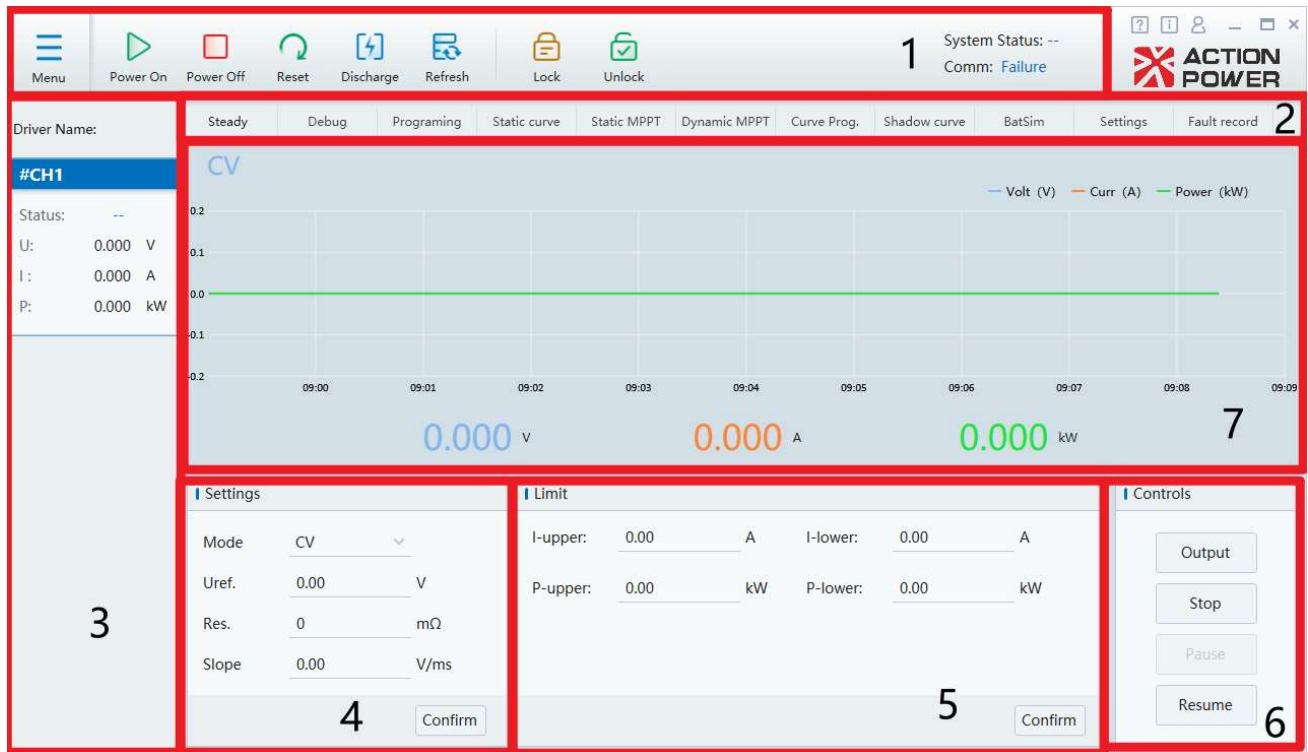 Menu Power On Power Off Reset Discharge Refresh Lock Unlock
1
System Status: --
Comm: Failure
ACTION
POWER
Driver Name:
Steady Debug Programing Static curve Static MPPT Dynamic MPPT Curve Prog. Shadow curve BatSim Settings Fault record 2
#CH1
Status: --
U: 0.000 V
I: 0.000 A
P: 0.000 kW
3
CV
Volt (V) Curr (A) Power (kW)
0.2
0.1
0.0
-0.1
-0.2
09:00 09:01 09:02 09:03 09:04 09:05 09:06 09:07 09:08 09:09
0.000 V 0.000 A 0.000 kW 7
Settings
Mode CV
Uref. 0.00 V
Res. 0 mΩ
Slope 0.00 V/ms
4 Confirm
Limit
I-upper: 0.00 A I-lower: 0.00 A
P-upper: 0.00 kW P-lower: 0.00 kW
5 Confirm
Controls
Output
Stop
Pause
Resume
6